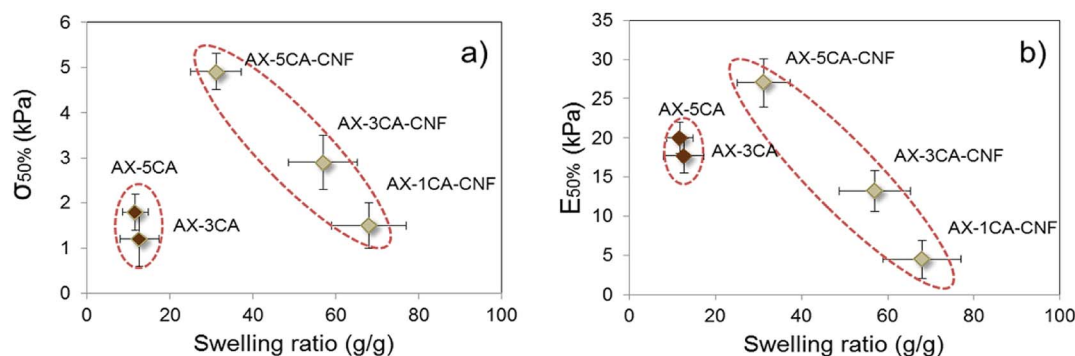 a)
σ50% (kPa)
6
5
4
3
2
1
0
AX-5CA-CNF
AX-3CA-CNF
AX-5CA
AX-1CA-CNF
AX-3CA
0 20 40 60 80 100
Swelling ratio (g/g)
b)
E50% (kPa)
35
30
25
20
15
10
5
0
AX-5CA-CNF
AX-5CA
AX-3CA
AX-3CA-CNF
AX-1CA-CNF
0 20 40 60 80 100
Swelling ratio (g/g)